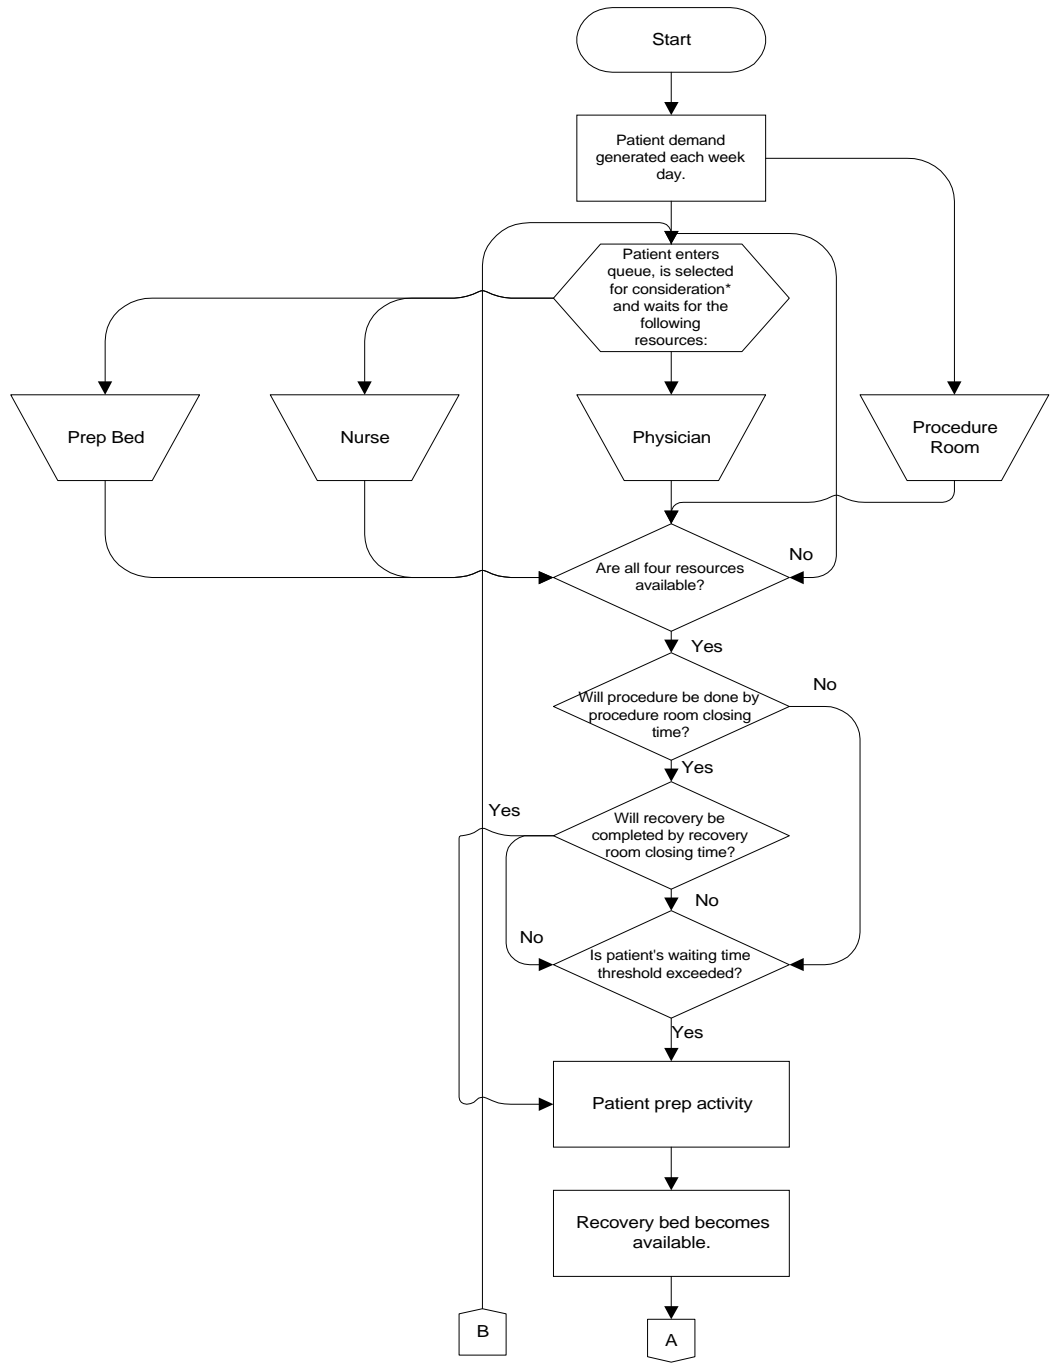 Start
Patient demand
generated each week
day.
Patient enters
queue, is selected
for consideration*
and waits for the
following
resources:
Prep Bed
Nurse
Physician
Procedure
Room
Are all four resources
available?
No
Yes
Will procedure be done by
procedure room closing
time?
No
Yes
Yes
Will recovery be
completed by recovery
room closing time?
No
No
Is patient's waiting time
threshold exceeded?
Yes
Patient prep activity
Recovery bed becomes
available.
B
A